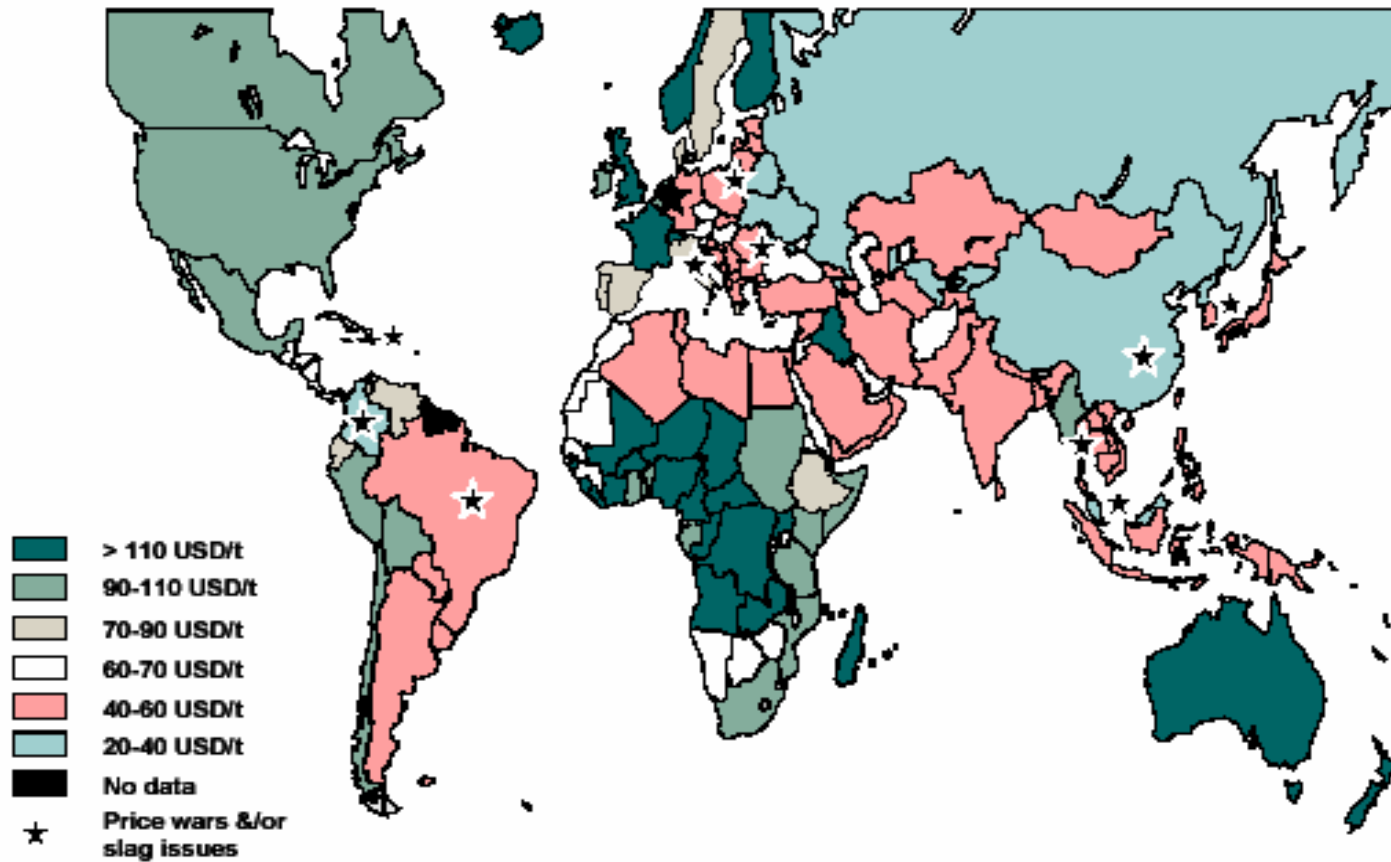 > 110 USD/t
90-110 USD/t
70-90 USD/t
60-70 USD/t
40-60 USD/t
20-40 USD/t
No data
Price wars &/or
slag issues